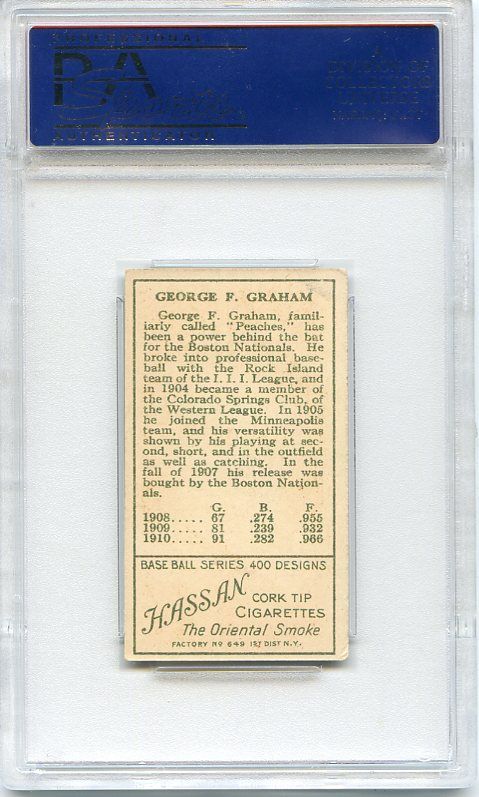 PROFESSIONAL
PSA
AUTHENTICATION
A
DIVISION OF
COLLECTORS
UNIVERSE
GEORGE F. GRAHAM
George F. Graham, famil-
iarly called "Peaches," has
been a power behind the bat
for the Boston Nationals. He
broke into professional base-
ball with the Rock Island
team of the I. I. I. League, and
in 1904 became a member of
the Colorado Springs Club, of
the Western League. In 1905
he joined the Minneapolis
team, and his versatility was
shown by his playing at sec-
ond, short, and in the outfield
as well as catching. In the
fall of 1907 his release was
bought by the Boston Nation-
als.
G. B. F.
1908..... 67 .274 .955
1909..... 81 .239 .932
1910..... 91 .282 .966
BASE BALL SERIES 400 DESIGNS
HASSAN
CORK TIP
CIGARETTES
The Oriental Smoke
FACTORY No 649 1ST DIST N.Y.